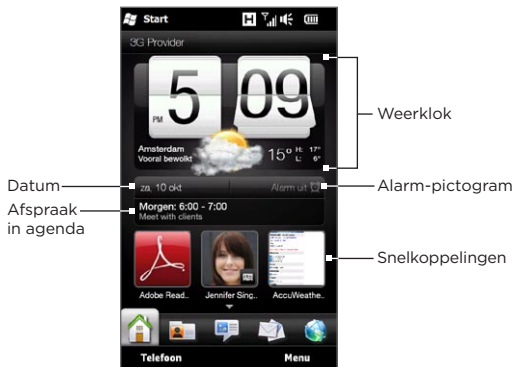 Start
H
3G Provider
5 09
PM
Weerklok
Amsterdam
Vooral bewolkt
15° H: 17°
L: 6°
Datum
za, 10 okt
Alarm uit
Alarm-pictogram
Afspraak
in agenda
Morgen: 6:00 - 7:00
Meet with clients
Snelkoppelingen
Adobe Read..
Jennifer Sing..
AccuWeathe..
Telefoon
Menu